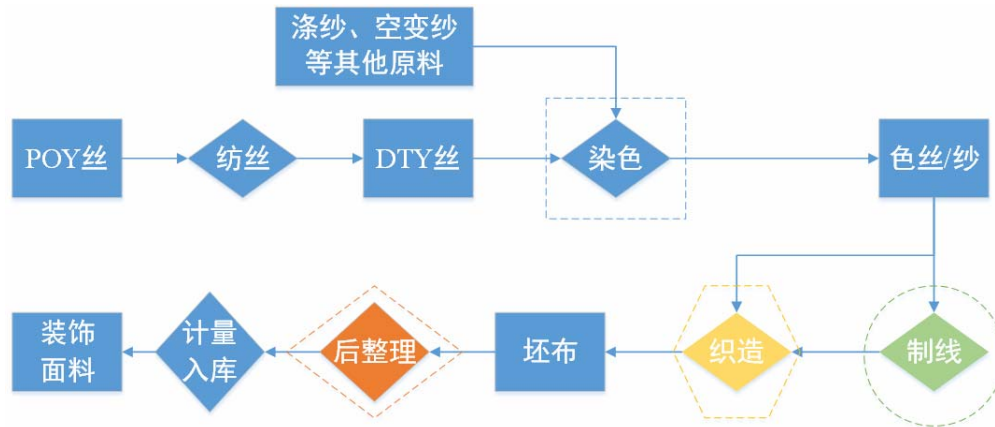 涤纱、空变纱
等其他原料
POY丝
纺丝
DTY丝
染色
色丝/纱
装饰
面料
计量
入库
后整理
坯布
织造
制线